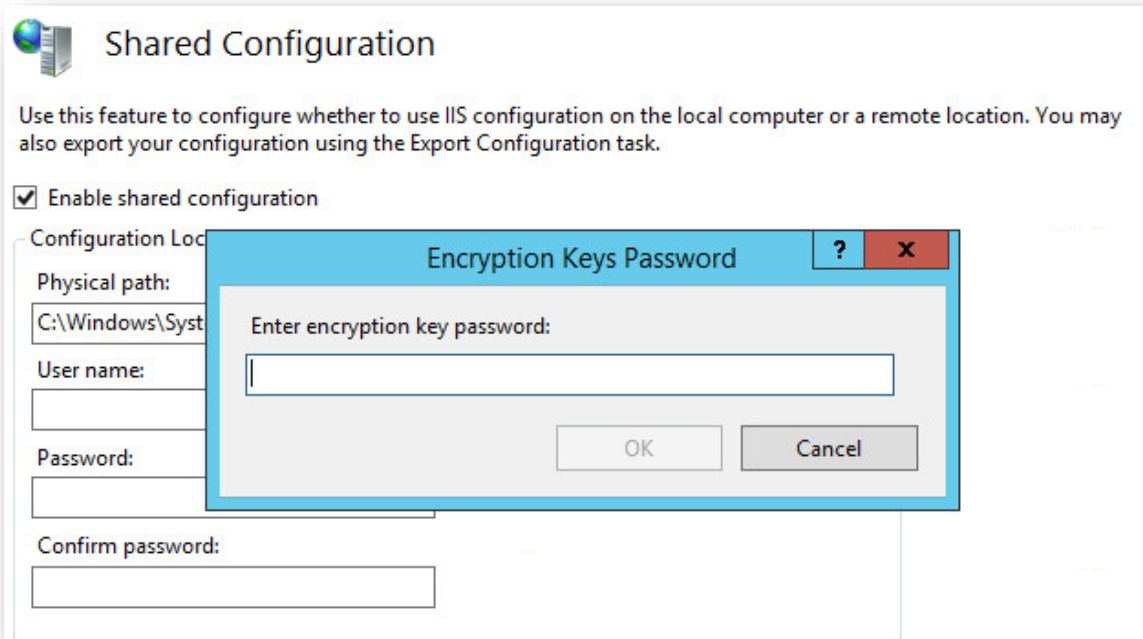 Shared Configuration
Use this feature to configure whether to use IIS configuration on the local computer or a remote location. You may
also export your configuration using the Export Configuration task.
Enable shared configuration
Configuration Loc
Encryption Keys Password
?
x
Physical path:
C:\Windows\Syst
Enter encryption key password:
User name:
OK
Cancel
Password:
Confirm password: